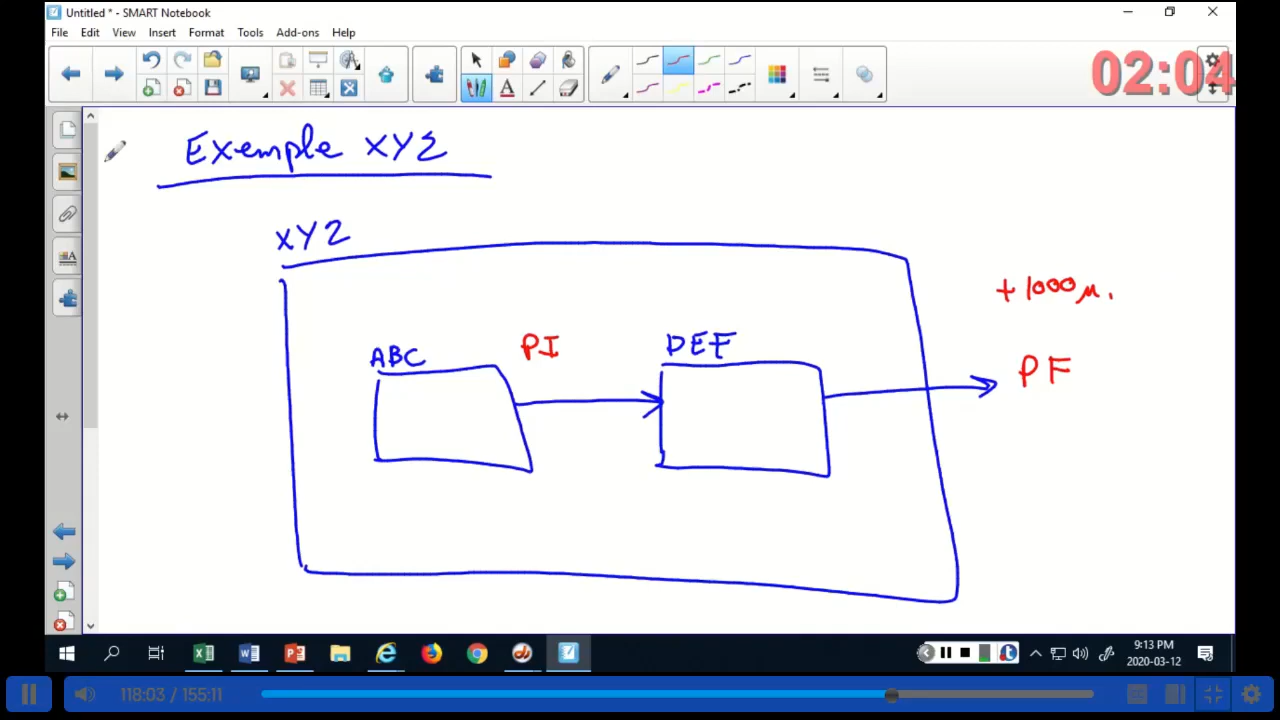 Untitled * - SMART Notebook
File Edit View Insert Format Tools Add-ons Help
02:04
Exemple XYZ
XYZ
+1000 u.
ABC
PI
DEF
PF
9:13 PM
2020-03-12
118:03 / 155:11